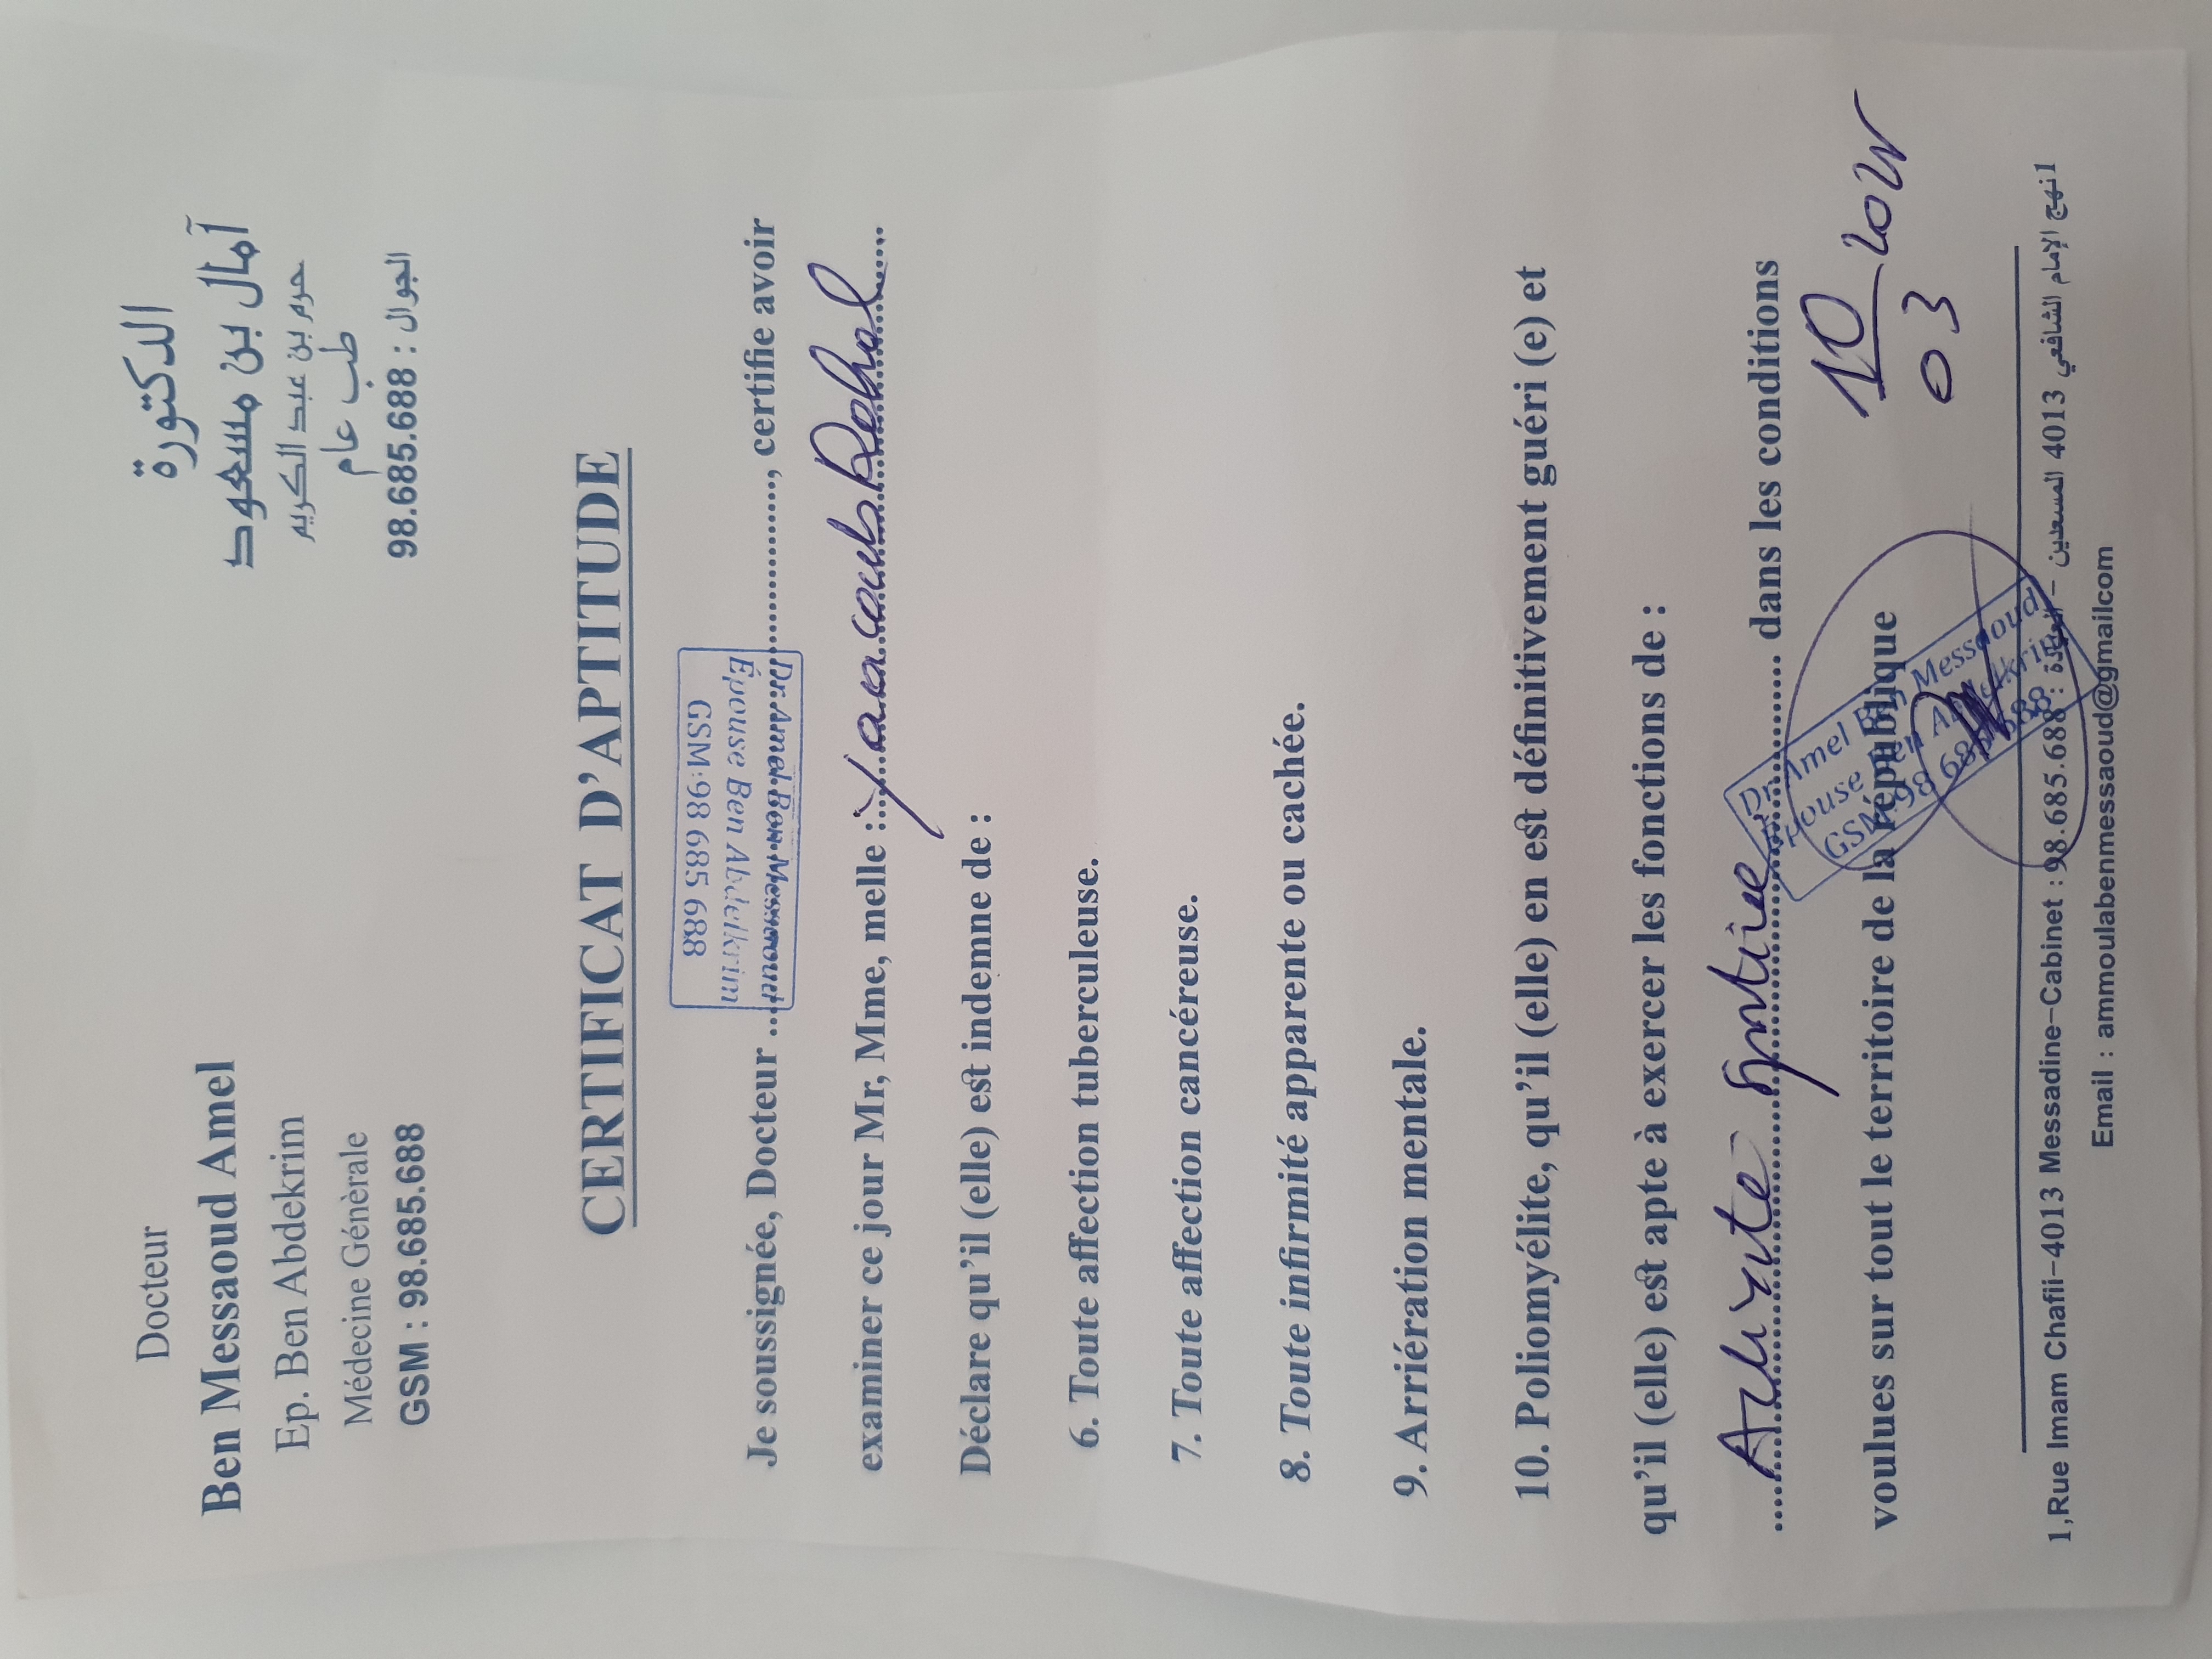 Docteur
Ben Messaoud Amel
Ep. Ben Abdekrim
Médecine Génèrale
GSM : 98.685.688
الدكتورة
آمال بن مسعود
حرم بن عبد الكريم
طب عام
الجوال : 98.685.688
CERTIFICAT D'APTITUDE
Je soussignée, Docteur ...................., certifie avoir
Dr. Amel Ben Messaoud
Épouse Ben Abdelkrim
GSM:98 685 688
examiner ce jour Mr, Mme, melle : Rahal
Déclare qu'il (elle) est indemne de :
6. Toute affection tuberculeuse.
7. Toute affection cancéreuse.
8. Toute infirmité apparente ou cachée.
9. Arriération mentale.
10. Poliomyélite, qu'il (elle) en est définitivement guéri (e) et
qu'il (elle) est apte à exercer les fonctions de :
Activité Sportive dans les conditions
voulues sur tout le territoire de la république
Dr. Amel Ben Messaoud
Épouse Ben Abdelkrim
GSM:98 685 688
10
03
1,Rue Imam Chafii-4013 Messadine-Cabinet : 98.685.688 : العيادة – 1نهج الإمام الشافعي 4013 المسعدين
Email : ammoulabenmessaoud@gmailcom